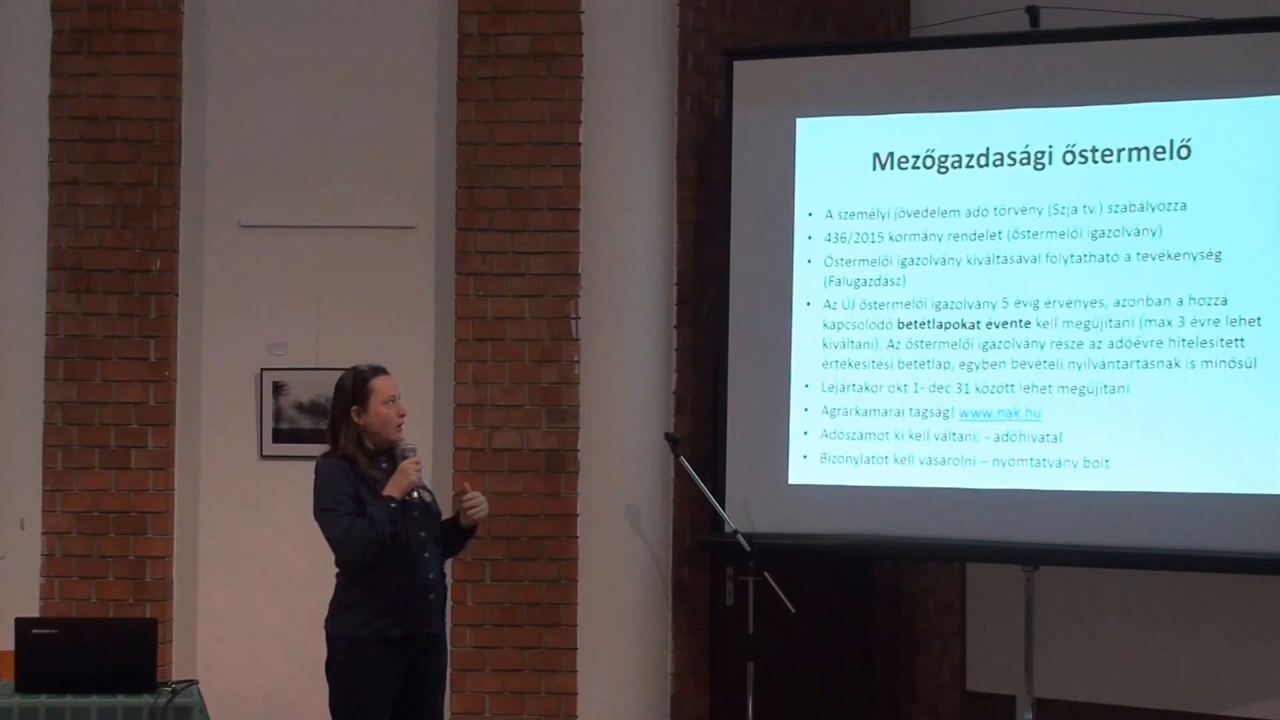 Mezőgazdasági őstermelő
• A személyi jövedelem adó törvény (Szja tv.) szabályozza
• 436/2015 kormány rendelet (őstermelői igazolvány)
• Őstermelői igazolvány kiváltásával folytatható a tevékenység
(Falugazdász)
• Az ÚJ őstermelői igazolvány 5 évig érvényes, azonban a hozzá
kapcsolódó betétlapokat évente kell megújítani (max 3 évre lehet
kiváltani). Az őstermelői igazolvány része az adóévre hitelesített
értékesítési betétlap, egyben bevételi nyilvántartásnak is minősül
• Lejártakor okt 1- dec 31 között lehet megújítani
• Agrárkamarai tagság! www.nak.hu
• Adószámot ki kell váltani. - adóhivatal
• Bizonylatot kell vásárolni – nyomtatvány bolt